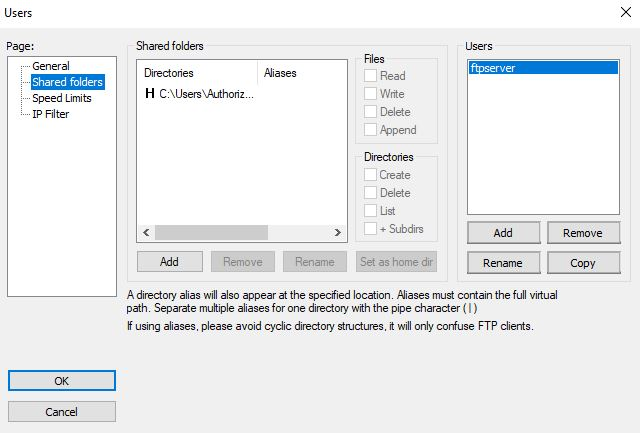 Users
Page:
General
Shared folders
Speed Limits
IP Filter
Shared folders
Directories Aliases
H C:\Users\Authoriz...
Files
Read
Write
Delete
Append
Directories
Create
Delete
List
+ Subdirs
Add Remove Rename Set as home dir
Users
ftpserver
Add Remove
Rename Copy
A directory alias will also appear at the specified location. Aliases must contain the full virtual
path. Separate multiple aliases for one directory with the pipe character ( | )
If using aliases, please avoid cyclic directory structures, it will only confuse FTP clients.
OK
Cancel